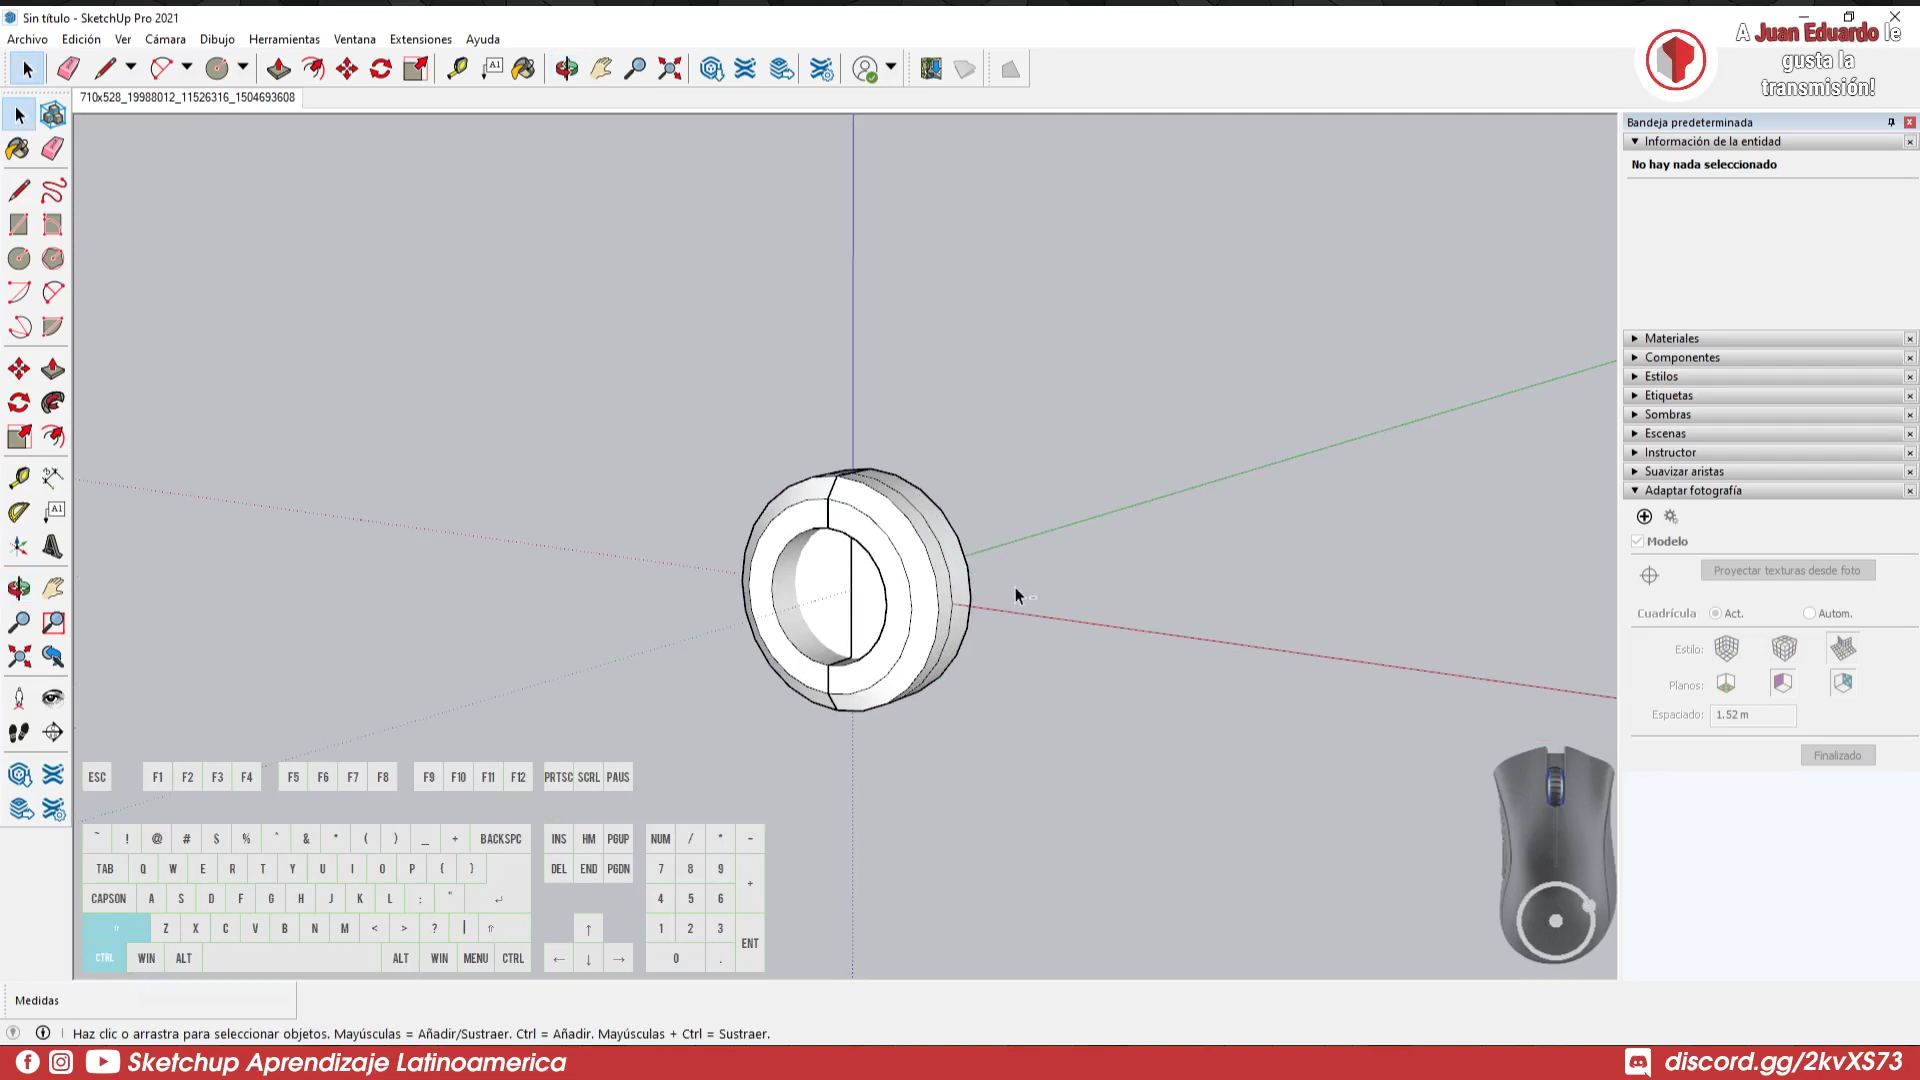 Sin título - SketchUp Pro 2021
Archivo Edición Ver Cámara Dibujo Herramientas Ventana Extensiones Ayuda
A Juan Eduardo le
gusta la
transmisión!
A1
710x528_19988012_11526316_1504693608
Bandeja predeterminada
Información de la entidad
No hay nada seleccionado
Materiales
Componentes
Estilos
Etiquetas
Sombras
Escenas
Instructor
Suavizar aristas
Adaptar fotografía
Modelo
Proyectar texturas desde foto
Cuadrícula Act. Autom.
Estilo:
Planos:
Espaciado: 1.52 m
Finalizado
A1
ESC F1 F2 F3 F4 F5 F6 F7 F8 F9 F10 F11 F12 PRTSC SCRL PAUS
~ ! @ # $ % ^ & * ( ) _ + BACKSPC INS HM PGUP NUM / * -
TAB Q W E R T Y U I O P ( ) DEL END PGDN 7 8 9 +
CAPSON A S D F G H J K L : " ↵ 4 5 6
⇧ Z X C V B N M < > ? | ⇧ ↑ 1 2 3 ENT
CTRL WIN ALT ALT WIN MENU CTRL ← ↓ → 0 .
Medidas
Haz clic o arrastra para seleccionar objetos. Mayúsculas = Añadir/Sustraer. Ctrl = Añadir. Mayúsculas + Ctrl = Sustraer.
Sketchup Aprendizaje Latinoamerica
discord.gg/2kvXS73